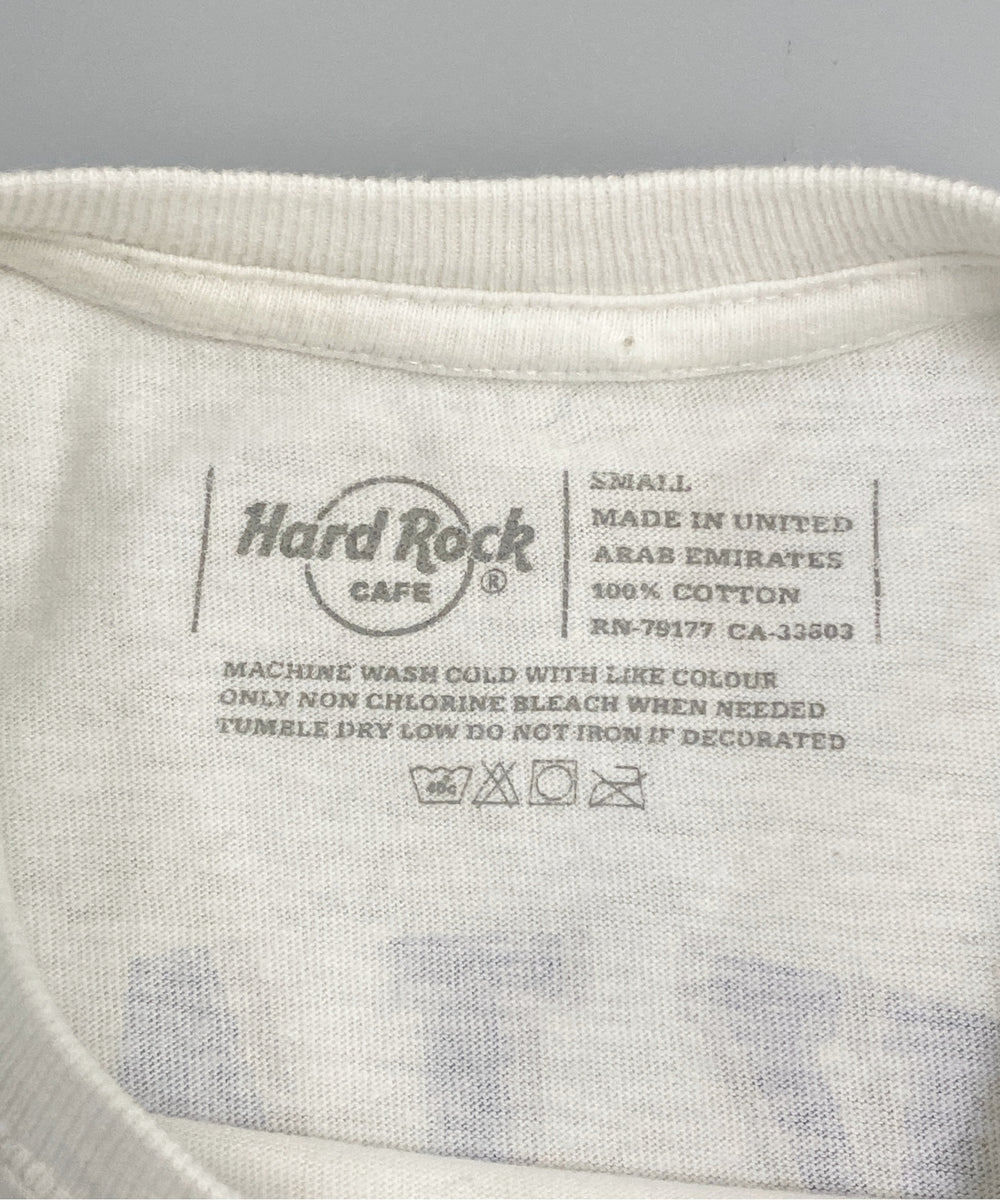 Hard Rock
CAFE
®
SMALL
MADE IN UNITED
ARAB EMIRATES
100% COTTON
RN-79177 CA-33503
MACHINE WASH COLD WITH LIKE COLOUR
ONLY NON CHLORINE BLEACH WHEN NEEDED
TUMBLE DRY LOW DO NOT IRON IF DECORATED